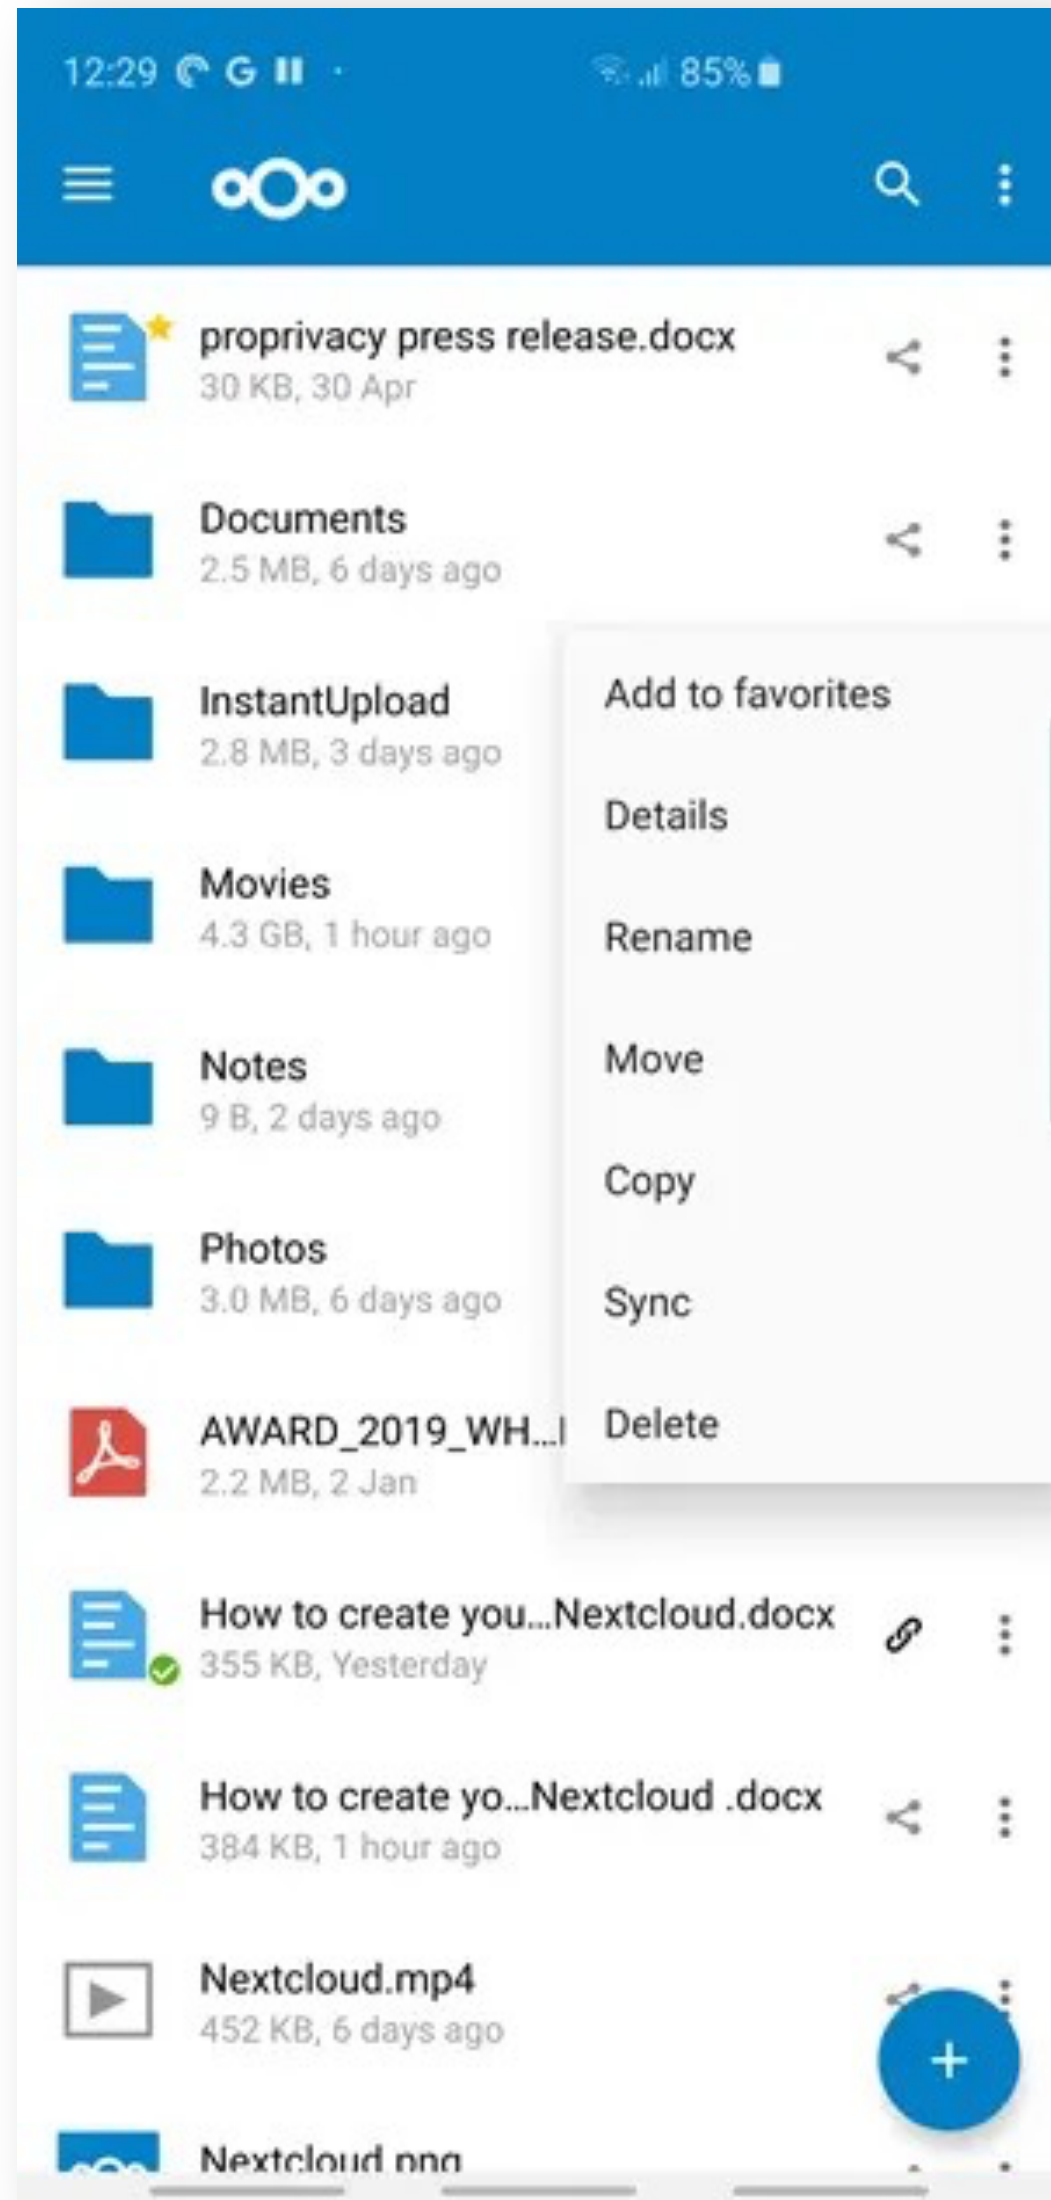 12:29
85%
proprivacy press release.docx
30 KB, 30 Apr
Documents
2.5 MB, 6 days ago
InstantUpload
2.8 MB, 3 days ago
Movies
4.3 GB, 1 hour ago
Notes
9 B, 2 days ago
Photos
3.0 MB, 6 days ago
AWARD_2019_WH...
2.2 MB, 2 Jan
Add to favorites
Details
Rename
Move
Copy
Sync
Delete
How to create you...Nextcloud.docx
355 KB, Yesterday
How to create yo...Nextcloud .docx
384 KB, 1 hour ago
Nextcloud.mp4
452 KB, 6 days ago
Nextcloud.png